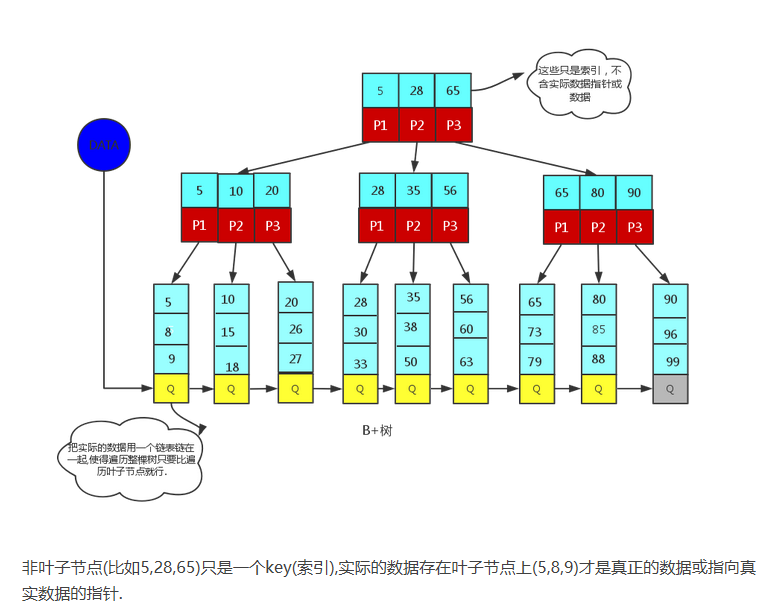 这些只是索引，不
含实际数据指针或
数据
5 28 65
P1 P2 P3
DATA
5 10 20
P1 P2 P3
28 35 56
P1 P2 P3
65 80 90
P1 P2 P3
5 10 20 28 35 56 65 80 90
8 15 26 30 38 60 73 85 96
9 18 27 33 50 63 79 88 99
Q Q Q Q Q Q Q Q Q
B+树
把实际的数据用一个链表链在
一起,使得遍历整棵树只要比遍
历叶子节点就行.
非叶子节点(比如5,28,65)只是一个key(索引),实际的数据存在叶子节点上(5,8,9)才是真正的数据或指向真
实数据的指针.